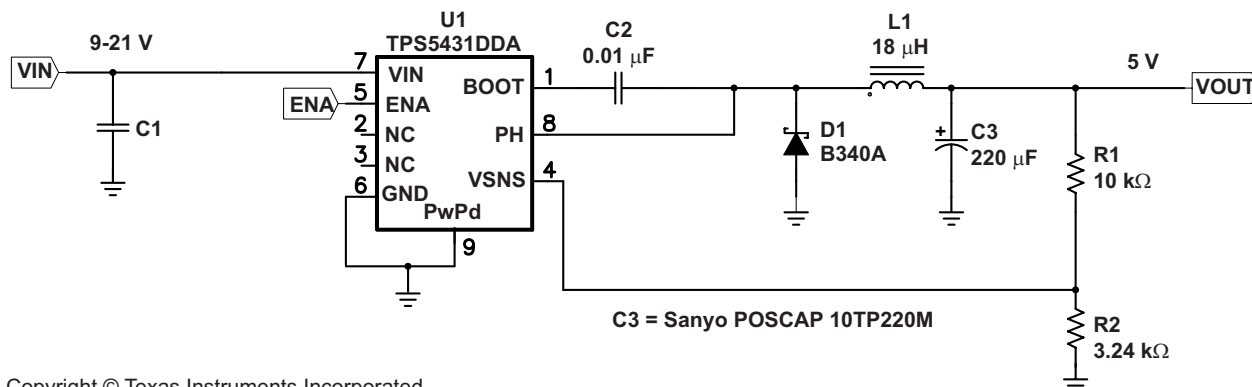 U1
TPS5431DDA
9-21 V
VIN
ENA
C1
7
5
2
3
6
VIN
ENA
NC
NC
GND
BOOT
PH
VSNS
PwPd
1
8
4
9
C2
0.01 μF
L1
18 μH
5 V
VOUT
D1
B340A
+
C3
220 μF
R1
10 kΩ
C3 = Sanyo POSCAP 10TP220M
R2
3.24 kΩ
Copyright © Texas Instruments Incorporated